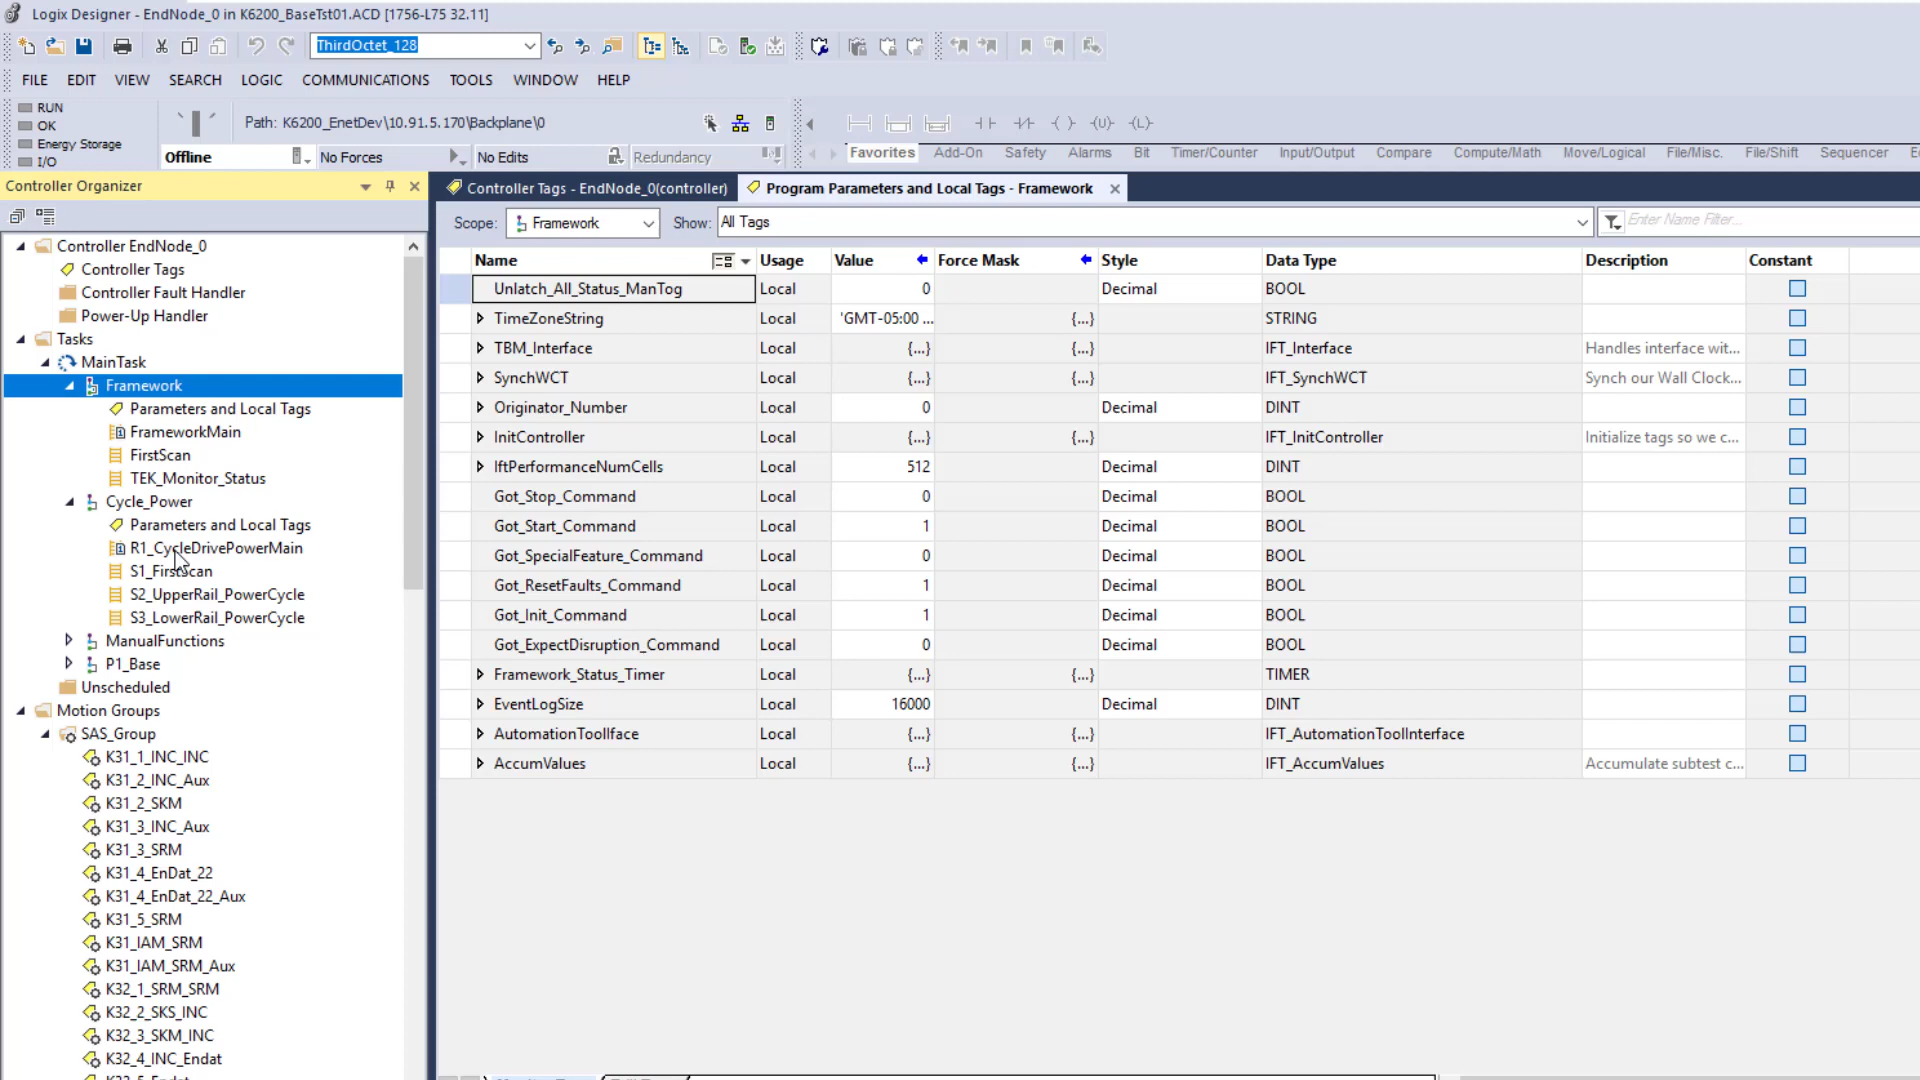 Logix Designer - EndNode_0 in K6200_BaseTst01.ACD [1756-L75 32.11]
ThirdOctet_128
FILE EDIT VIEW SEARCH LOGIC COMMUNICATIONS TOOLS WINDOW HELP
RUN
OK
Energy Storage
I/O
Path: K6200_EnetDev\10.91.5.170\Backplane\0
Offline No Forces No Edits Redundancy
Favorites Add-On Safety Alarms Bit Timer/Counter Input/Output Compare Compute/Math Move/Logical File/Misc. File/Shift Sequencer
Controller Organizer
Controller EndNode_0
Controller Tags
Controller Fault Handler
Power-Up Handler
Tasks
MainTask
Framework
Parameters and Local Tags
FrameworkMain
FirstScan
TEK_Monitor_Status
Cycle_Power
Parameters and Local Tags
R1_CycleDrivePowerMain
S1_FirstScan
S2_UpperRail_PowerCycle
S3_LowerRail_PowerCycle
ManualFunctions
P1_Base
Unscheduled
Motion Groups
SAS_Group
K31_1_INC_INC
K31_2_INC_Aux
K31_2_SKM
K31_3_INC_Aux
K31_3_SRM
K31_4_EnDat_22
K31_4_EnDat_22_Aux
K31_5_SRM
K31_IAM_SRM
K31_IAM_SRM_Aux
K32_1_SRM_SRM
K32_2_SKS_INC
K32_3_SKM_INC
K32_4_INC_Endat
Controller Tags - EndNode_0(controller)
Program Parameters and Local Tags - Framework
Scope: Framework Show: All Tags Enter Name Filter...
Name Usage Value Force Mask Style Data Type Description Constant
Unlatch_All_Status_ManTog Local 0 Decimal BOOL
TimeZoneString Local 'GMT-05:00 ... {...} STRING
TBM_Interface Local {...} {...} IFT_Interface Handles interface wit...
SynchWCT Local {...} {...} IFT_SynchWCT Synch our Wall Clock...
Originator_Number Local 0 Decimal DINT
InitController Local {...} {...} IFT_InitController Initialize tags so we c...
IftPerformanceNumCells Local 512 Decimal DINT
Got_Stop_Command Local 0 Decimal BOOL
Got_Start_Command Local 1 Decimal BOOL
Got_SpecialFeature_Command Local 0 Decimal BOOL
Got_ResetFaults_Command Local 1 Decimal BOOL
Got_Init_Command Local 1 Decimal BOOL
Got_ExpectDisruption_Command Local 0 Decimal BOOL
Framework_Status_Timer Local {...} {...} TIMER
EventLogSize Local 16000 Decimal DINT
AutomationToolIface Local {...} {...} IFT_AutomationToolInterface
AccumValues Local {...} {...} IFT_AccumValues Accumulate subtest c...